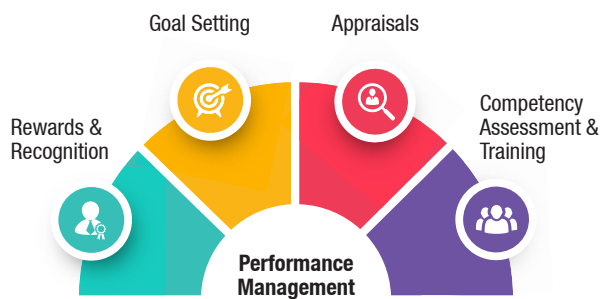 Goal Setting
Appraisals
Rewards &
Recognition
Competency
Assessment &
Training
Performance
Management